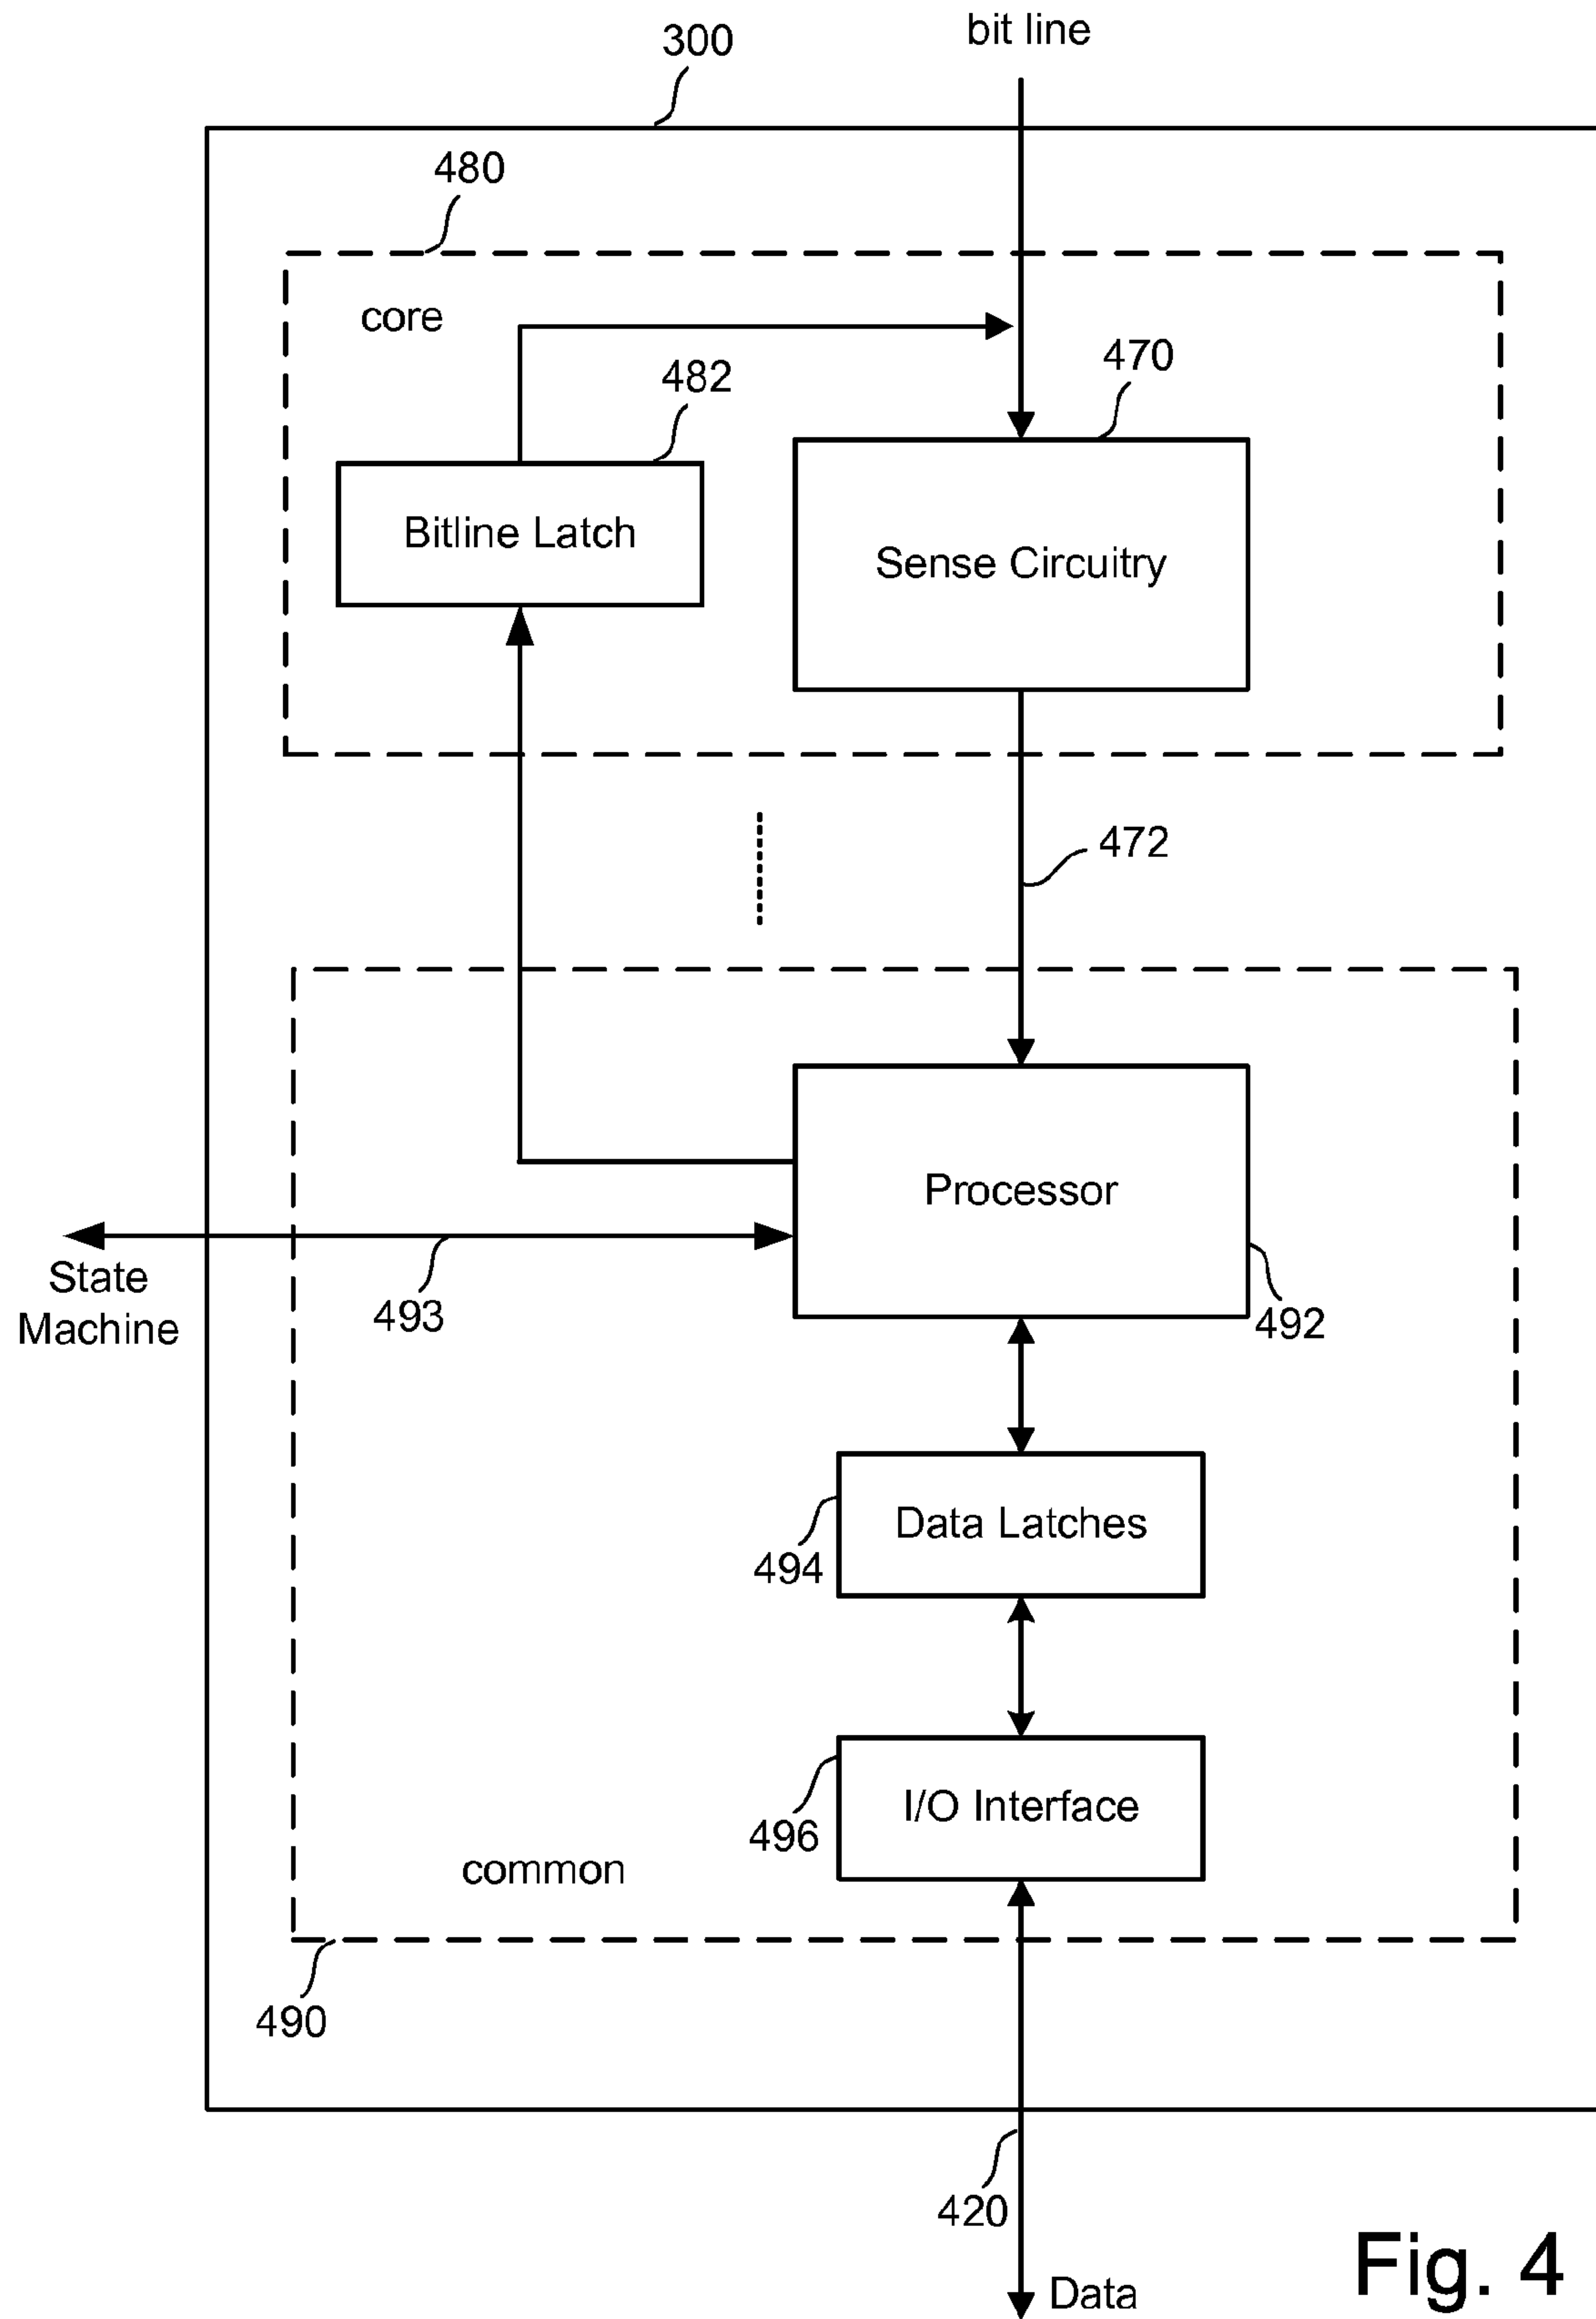 bit line
300
480
core
470
482
Bitline Latch
Sense Circuitry
472
Processor
State
Machine
493
492
Data Latches
494
I/O Interface
496
common
490
420
Data
Fig. 4